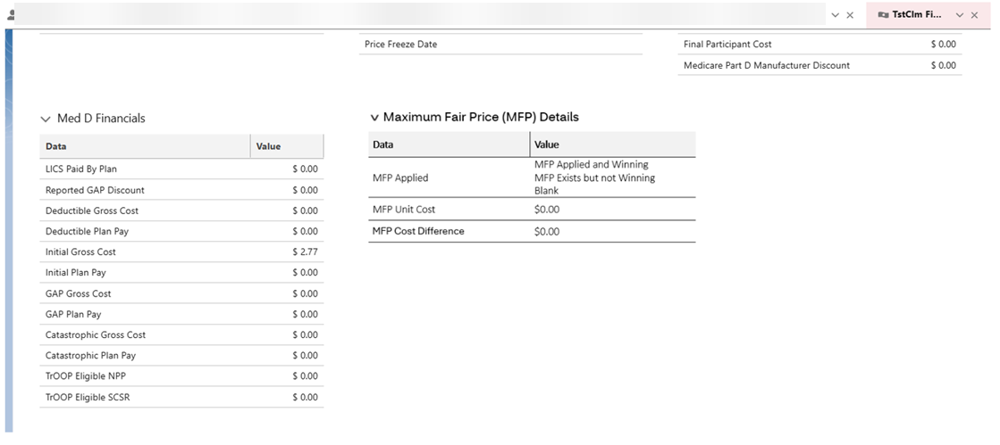 TstClm Fi...
Price Freeze Date
Final Participant Cost $ 0.00
Medicare Part D Manufacturer Discount $ 0.00
Med D Financials
Data Value
LICS Paid By Plan $ 0.00
Reported GAP Discount $ 0.00
Deductible Gross Cost $ 0.00
Deductible Plan Pay $ 0.00
Initial Gross Cost $ 2.77
Initial Plan Pay $ 0.00
GAP Gross Cost $ 0.00
GAP Plan Pay $ 0.00
Catastrophic Gross Cost $ 0.00
Catastrophic Plan Pay $ 0.00
TrOOP Eligible NPP $ 0.00
TrOOP Eligible SCSR $ 0.00
Maximum Fair Price (MFP) Details
Data Value
MFP Applied MFP Applied and Winning
MFP Exists but not Winning
Blank
MFP Unit Cost $0.00
MFP Cost Difference $0.00